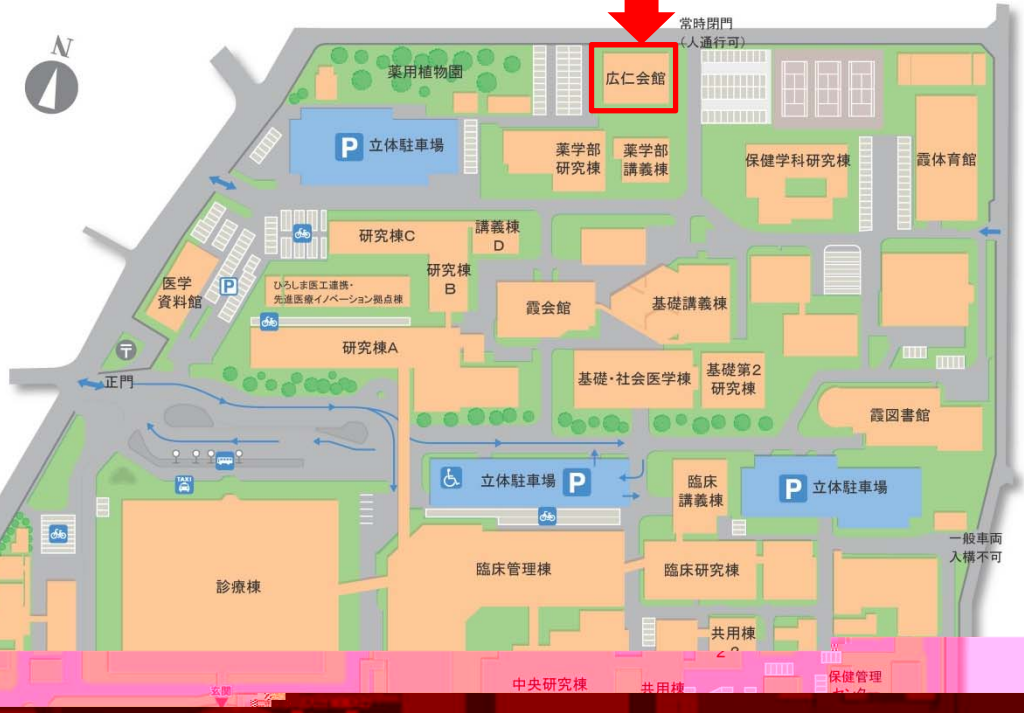 N
常時閉門
(人通行可)
広仁会館
薬用植物園
P 立体駐車場
薬学部
研究棟
薬学部
講義棟
保健学科研究棟
霞体育館
研究棟C
講義棟
D
研究棟
B
医学
資料館
P
ひろしま医工連携・
先進医療イノベーション拠点棟
霞会館
基礎講義棟
研究棟A
〒
正門
基礎・社会医学棟
基礎第2
研究棟
霞図書館
立体駐車場 P
臨床
講義棟
P 立体駐車場
TAXI
一般車両
入構不可
診療棟
臨床管理棟
臨床研究棟
共用棟
中央研究棟
共用棟
保健管理
玄関